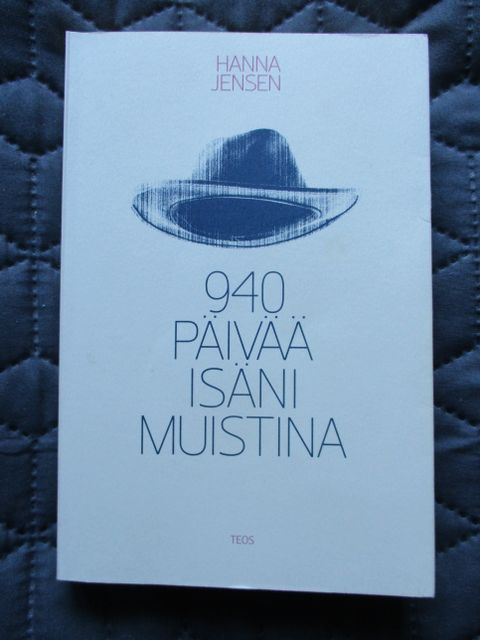 HANNA
JENSEN
940
PÄIVÄÄ
ISÄNI
MUISTINA
TEOS